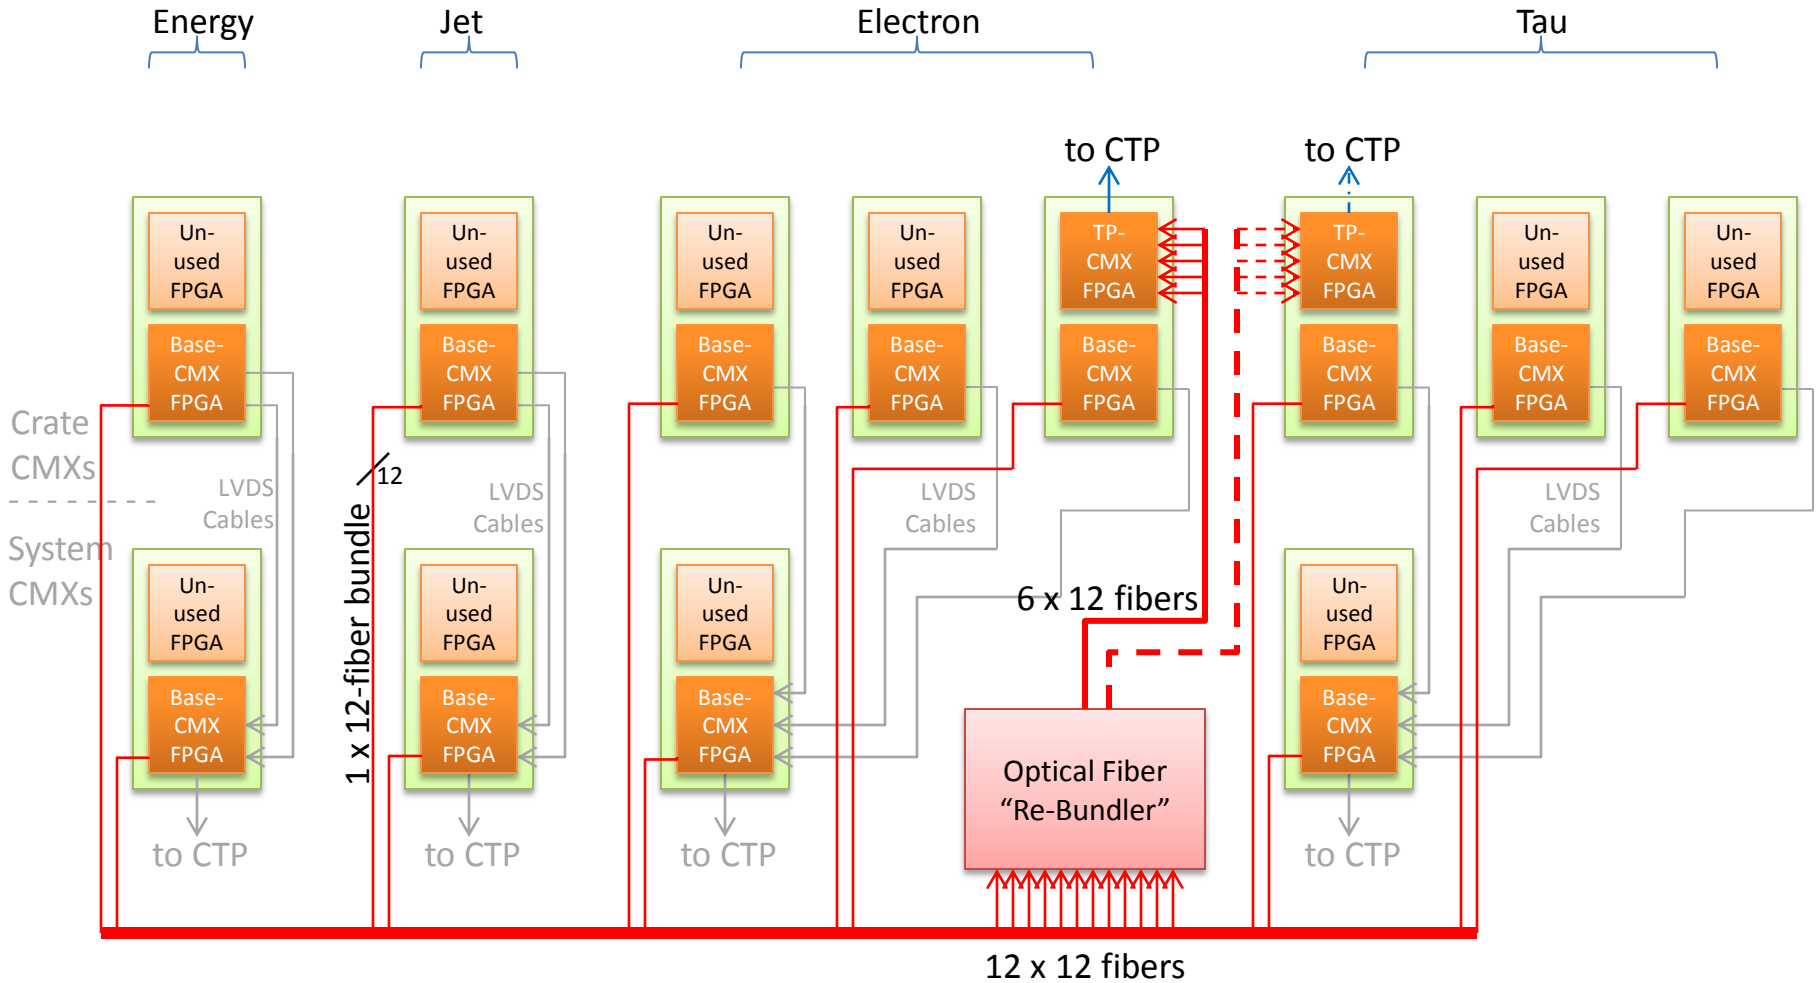 Energy
Jet
Electron
Tau
to CTP
to CTP
Un-
used
FPGA
Un-
used
FPGA
Un-
used
FPGA
Un-
used
FPGA
TP-
CMX
FPGA
TP-
CMX
FPGA
Un-
used
FPGA
Un-
used
FPGA
Base-
CMX
FPGA
Base-
CMX
FPGA
Base-
CMX
FPGA
Base-
CMX
FPGA
Base-
CMX
FPGA
Base-
CMX
FPGA
Base-
CMX
FPGA
Base-
CMX
FPGA
Crate
CMXs
System
CMXs
LVDS
Cables
12
1 x 12-fiber bundle
LVDS
Cables
LVDS
Cables
LVDS
Cables
6 x 12 fibers
Un-
used
FPGA
Un-
used
FPGA
Un-
used
FPGA
Un-
used
FPGA
Base-
CMX
FPGA
Base-
CMX
FPGA
Base-
CMX
FPGA
Base-
CMX
FPGA
Optical Fiber
“Re-Bundler”
to CTP
to CTP
to CTP
to CTP
12 x 12 fibers